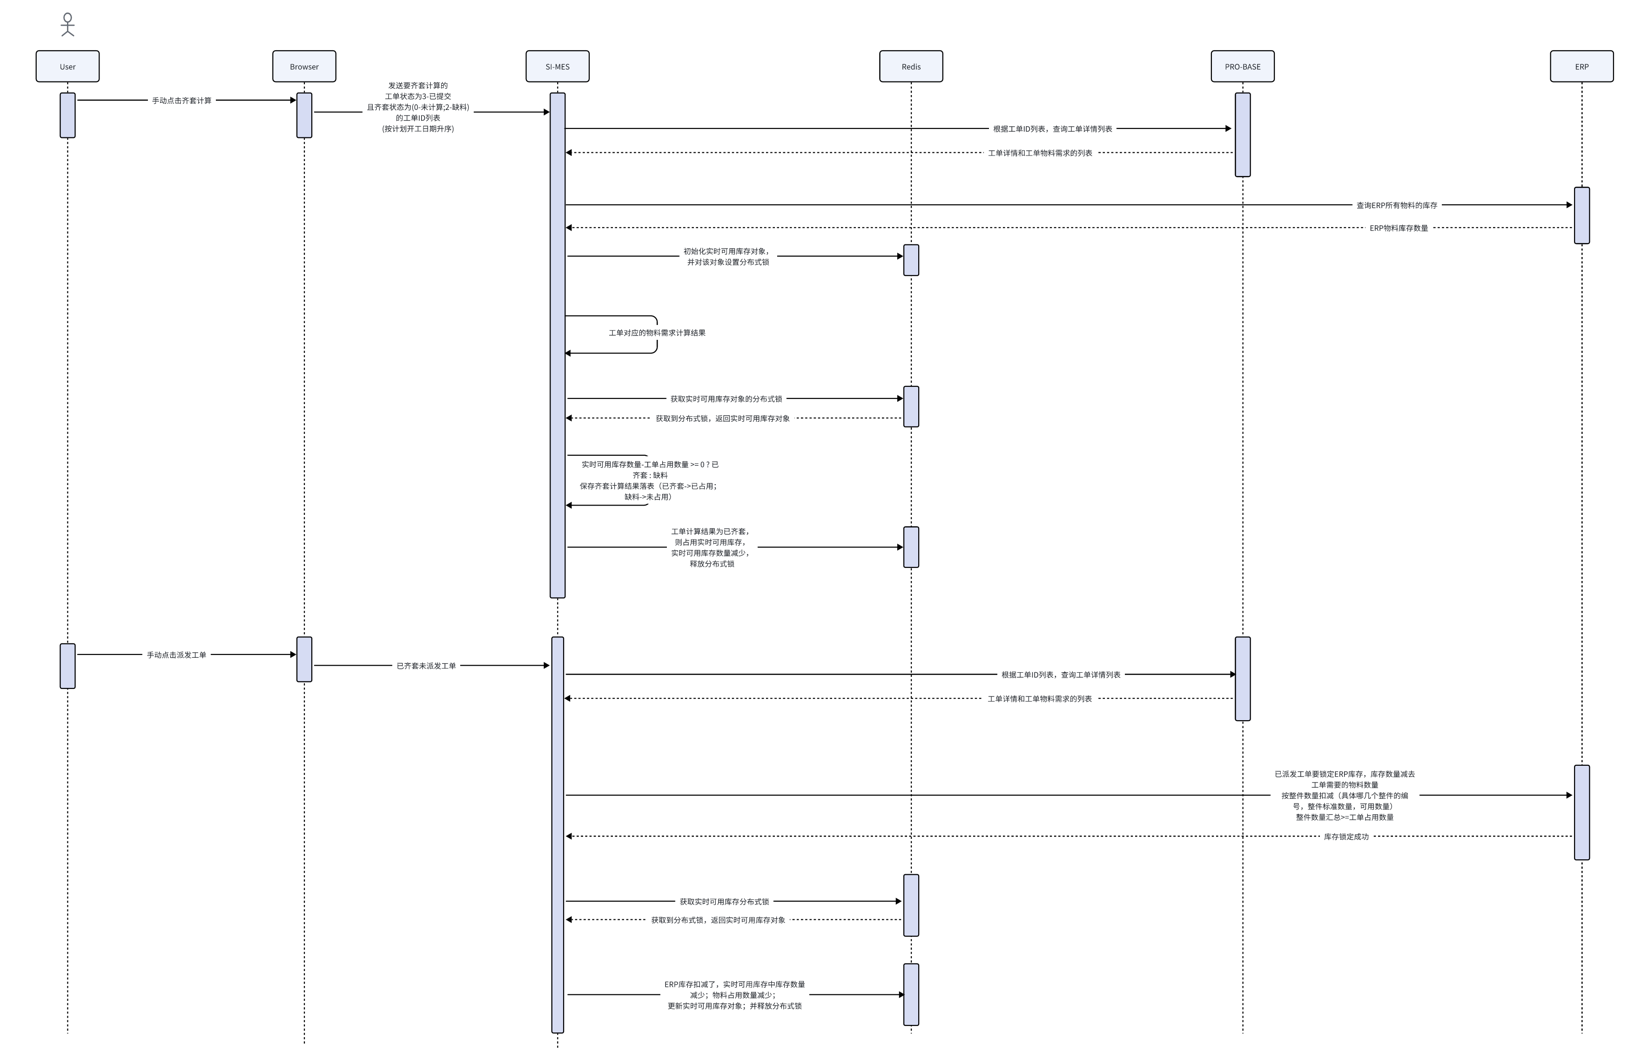 User
Browser
SI-MES
Redis
PRO-BASE
ERP
手动点击齐套计算
发送要齐套计算的
工单状态为3-已提交
且齐套状态为(0-未计算;2-缺料)
的工单ID列表
(按计划开工日期升序)
根据工单ID列表，查询工单详情列表
工单详情和工单物料需求的列表
查询ERP所有物料的库存
ERP物料库存数量
初始化实时可用库存对象，
并对该对象设置分布式锁
工单对应的物料需求计算结果
获取实时可用库存对象的分布式锁
获取到分布式锁，返回实时可用库存对象
实时可用库存数量-工单占用数量 >= 0 ? 已
齐套 : 缺料
保存齐套计算结果落表（已齐套->已占用；
缺料->未占用）
工单计算结果为已齐套，
则占用实时可用库存，
实时可用库存数量减少，
释放分布式锁
手动点击派发工单
已齐套未派发工单
根据工单ID列表，查询工单详情列表
工单详情和工单物料需求的列表
已派发工单要锁定ERP库存，库存数量减去
工单需要的物料数量
按整件数量扣减（具体哪几个整件的编
号，整件标准数量，可用数量）
整件数量汇总>=工单占用数量
库存锁定成功
获取实时可用库存分布式锁
获取到分布式锁，返回实时可用库存对象
ERP库存扣减了，实时可用库存中库存数量
减少；物料占用数量减少；
更新实时可用库存对象；并释放分布式锁